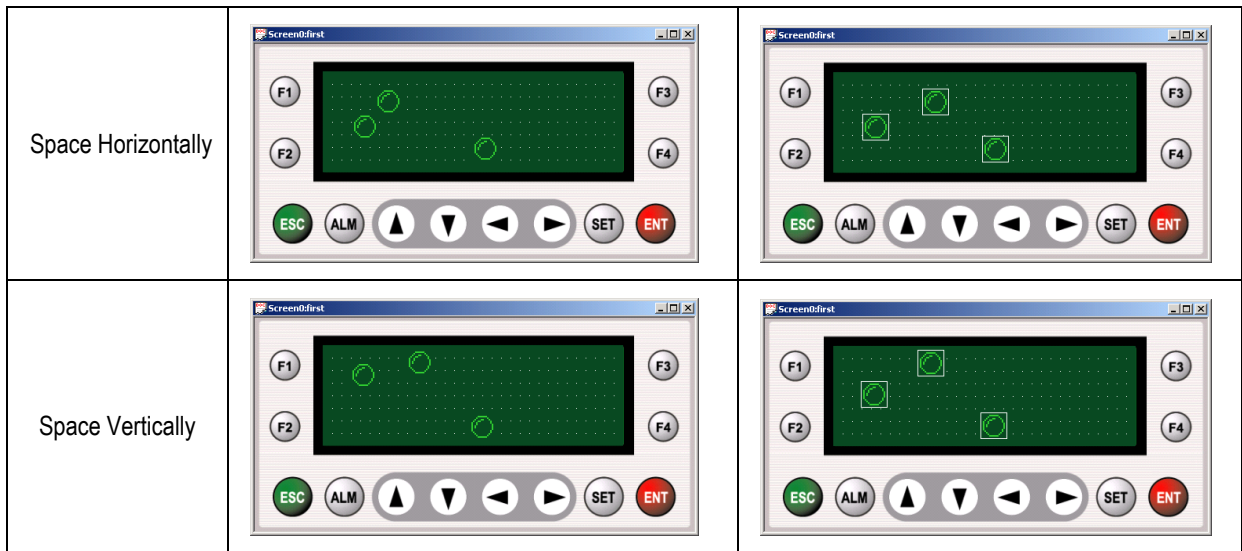 Space Horizontally
Screen0:first
F1
F3
F2
F4
ESC ALM SET ENT
Screen0:first
F1
F3
F2
F4
ESC ALM SET ENT
Space Vertically
Screen0:first
F1
F3
F2
F4
ESC ALM SET ENT
Screen0:first
F1
F3
F2
F4
ESC ALM SET ENT